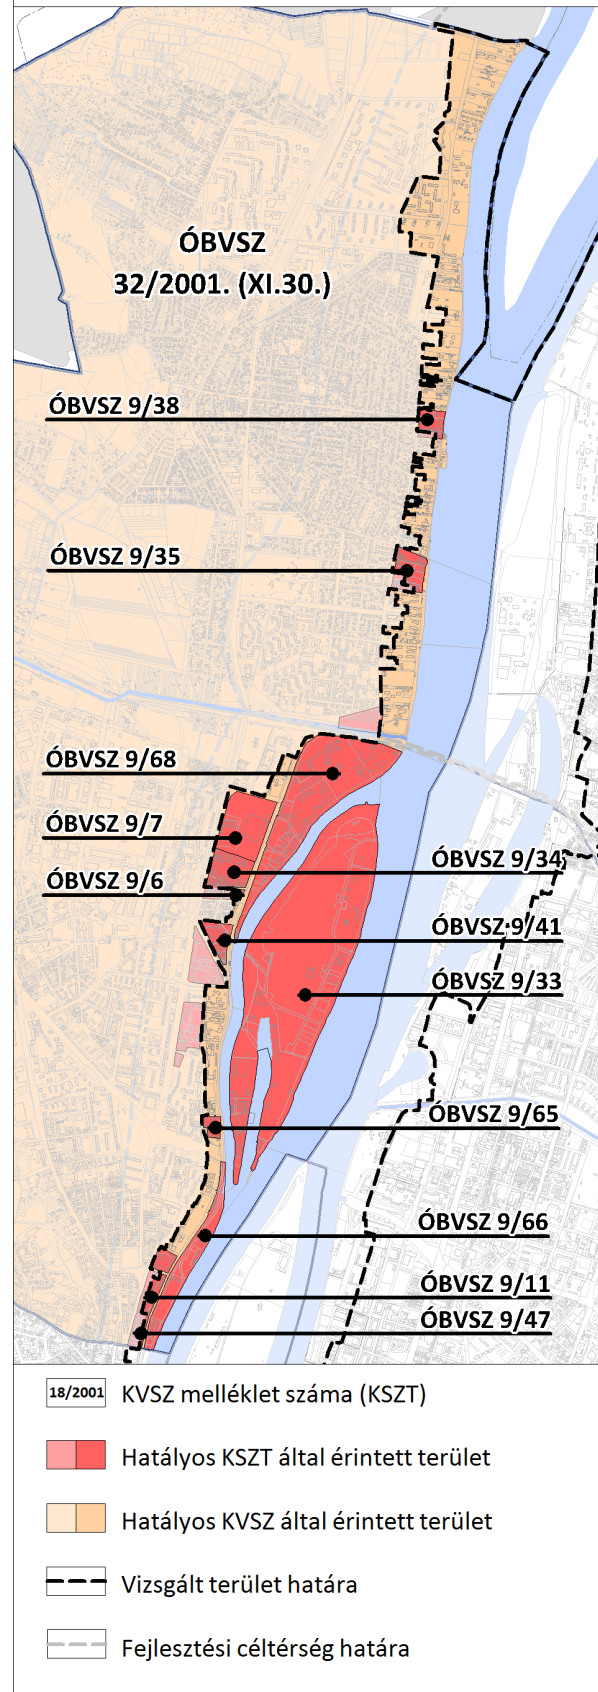 ÓBVSZ
32/2001. (XI.30.)
ÓBVSZ 9/38
ÓBVSZ 9/35
ÓBVSZ 9/68
ÓBVSZ 9/7
ÓBVSZ 9/34
ÓBVSZ 9/6
ÓBVSZ 9/41
ÓBVSZ 9/33
ÓBVSZ 9/65
ÓBVSZ 9/66
ÓBVSZ 9/11
ÓBVSZ 9/47
18/2001 KVSZ melléklet száma (KSZT)
Hatályos KSZT által érintett terület
Hatályos KVSZ által érintett terület
Vizsgált terület határa
Fejlesztési céltérség határa